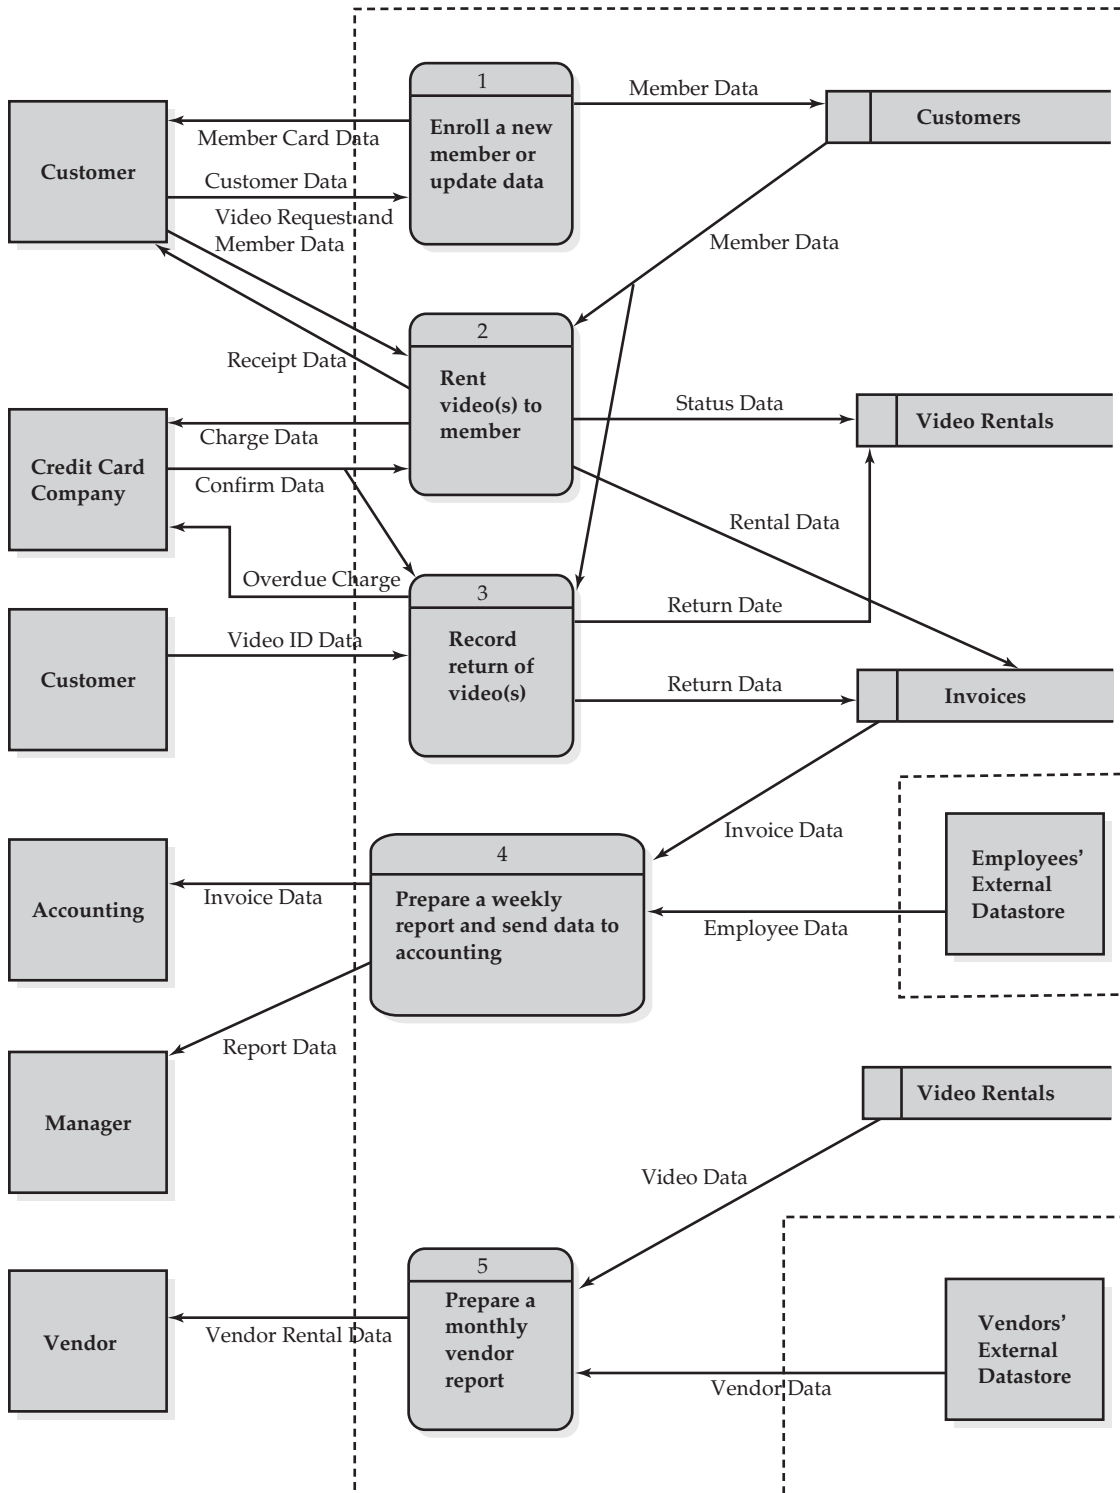 1
Enroll a new
member or
update data
Member Data
Customers
Customer
Member Card Data
Customer Data
Video Request and
Member Data
Member Data
Receipt Data
2
Rent
video(s) to
member
Status Data
Video Rentals
Credit Card
Company
Charge Data
Confirm Data
Rental Data
Overdue Charge
3
Record
return of
video(s)
Return Date
Customer
Video ID Data
Return Data
Invoices
Invoice Data
4
Prepare a weekly
report and send data to
accounting
Employees’
External
Datastore
Accounting
Invoice Data
Employee Data
Report Data
Manager
Video Rentals
Video Data
5
Prepare a
monthly
vendor
report
Vendor
Vendor Rental Data
Vendors’
External
Datastore
Vendor Data